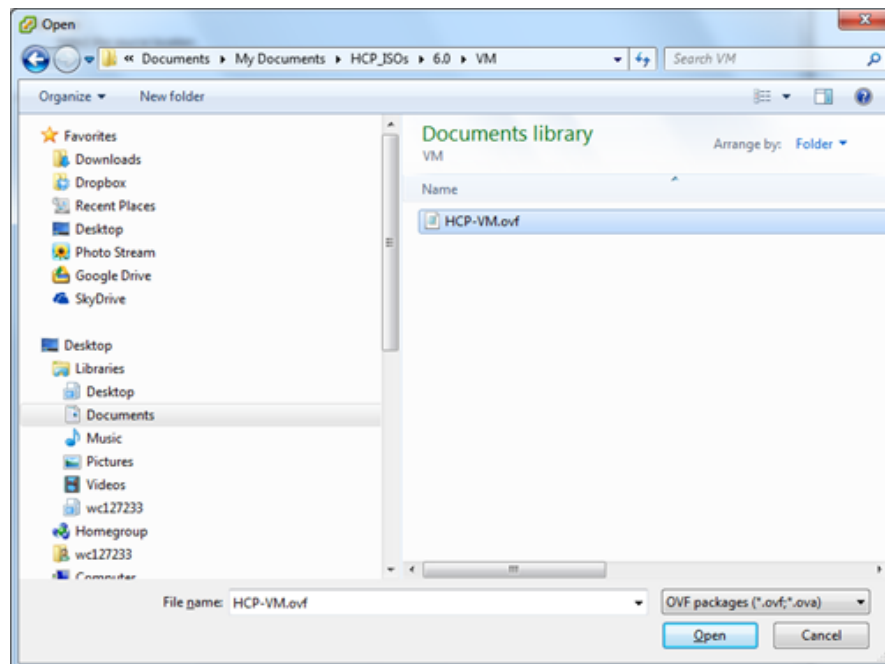 Open
« Documents ▸ My Documents ▸ HCP_ISOs ▸ 6.0 ▸ VM
Search VM
Organize
New folder
Favorites
Downloads
Dropbox
Recent Places
Desktop
Photo Stream
Google Drive
SkyDrive
Desktop
Libraries
Desktop
Documents
Music
Pictures
Videos
wc127233
Homegroup
wc127233
Computer
Documents library
VM
Arrange by: Folder
Name
HCP-VM.ovf
File name: HCP-VM.ovf
OVF packages (*.ovf;*.ova)
Open
Cancel